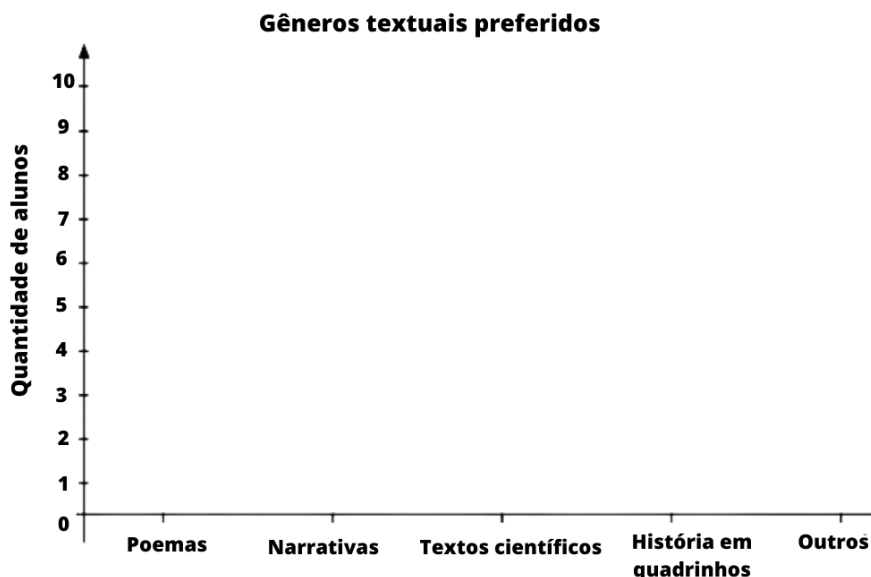 Gêneros textuais preferidos
Quantidade de alunos
10
9
8
7
6
5
4
3
2
1
0
Poemas
Narrativas
Textos científicos
História em
quadrinhos
Outros